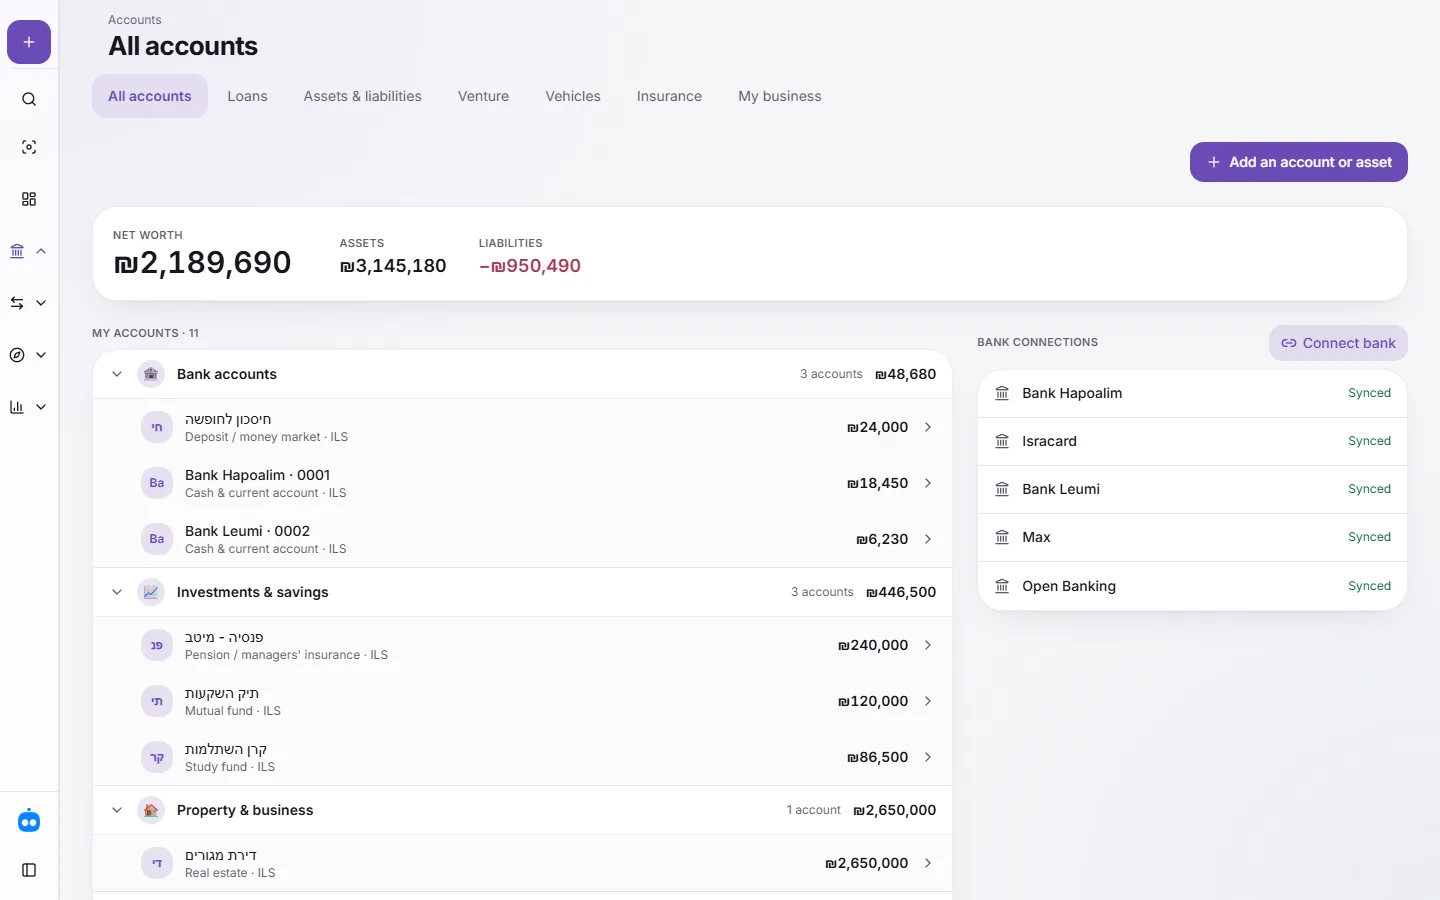 Accounts
All accounts
All accounts
Loans
Assets & liabilities
Venture
Vehicles
Insurance
My business
+ Add an account or asset
NET WORTH
₪2,189,690
ASSETS
₪3,145,180
LIABILITIES
−₪950,490
MY ACCOUNTS · 11
Bank accounts
3 accounts ₪48,680
חי
חיסכון לחופשה
Deposit / money market · ILS
₪24,000
Ba
Bank Hapoalim · 0001
Cash & current account · ILS
₪18,450
Ba
Bank Leumi · 0002
Cash & current account · ILS
₪6,230
Investments & savings
3 accounts ₪446,500
פנ
פנסיה - מיטב
Pension / managers' insurance · ILS
₪240,000
תי
תיק השקעות
Mutual fund · ILS
₪120,000
קר
קרן השתלמות
Study fund · ILS
₪86,500
Property & business
1 account ₪2,650,000
די
דירת מגורים
Real estate · ILS
₪2,650,000
BANK CONNECTIONS
Connect bank
Bank Hapoalim
Synced
Isracard
Synced
Bank Leumi
Synced
Max
Synced
Open Banking
Synced